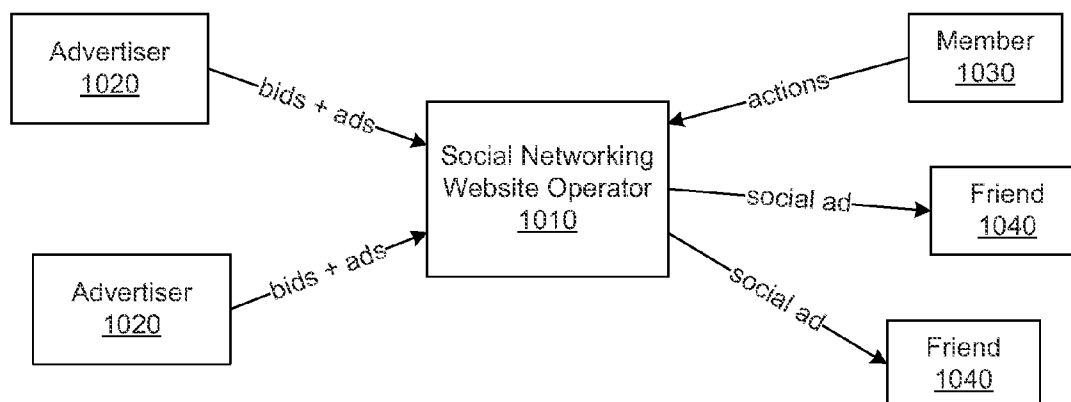 Advertiser
1020
bids + ads
Advertiser
1020
bids + ads
Social Networking
Website Operator
1010
Member
1030
actions
social ad
Friend
1040
social ad
Friend
1040